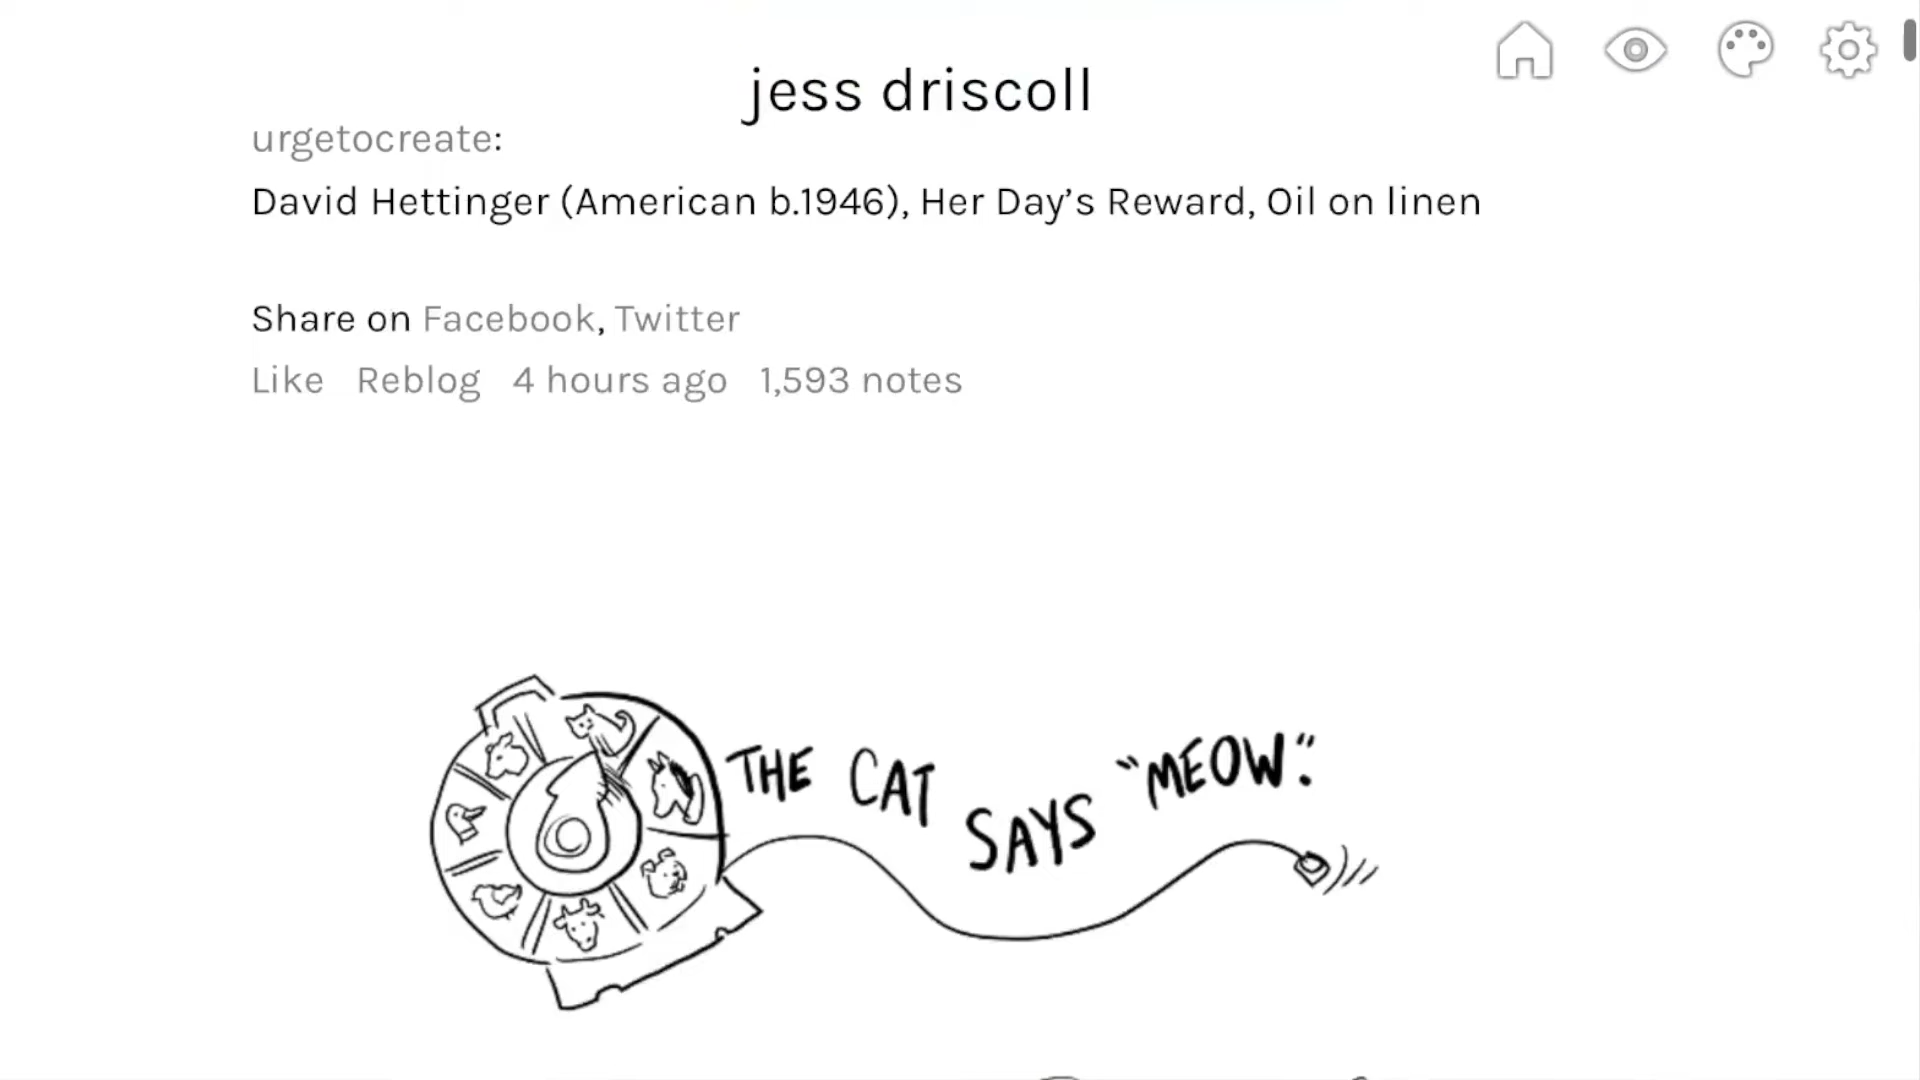 jess driscoll
urgetocreate:
David Hettinger (American b.1946), Her Day’s Reward, Oil on linen
Share on Facebook, Twitter
Like Reblog 4 hours ago 1,593 notes
THE CAT SAYS "MEOW."